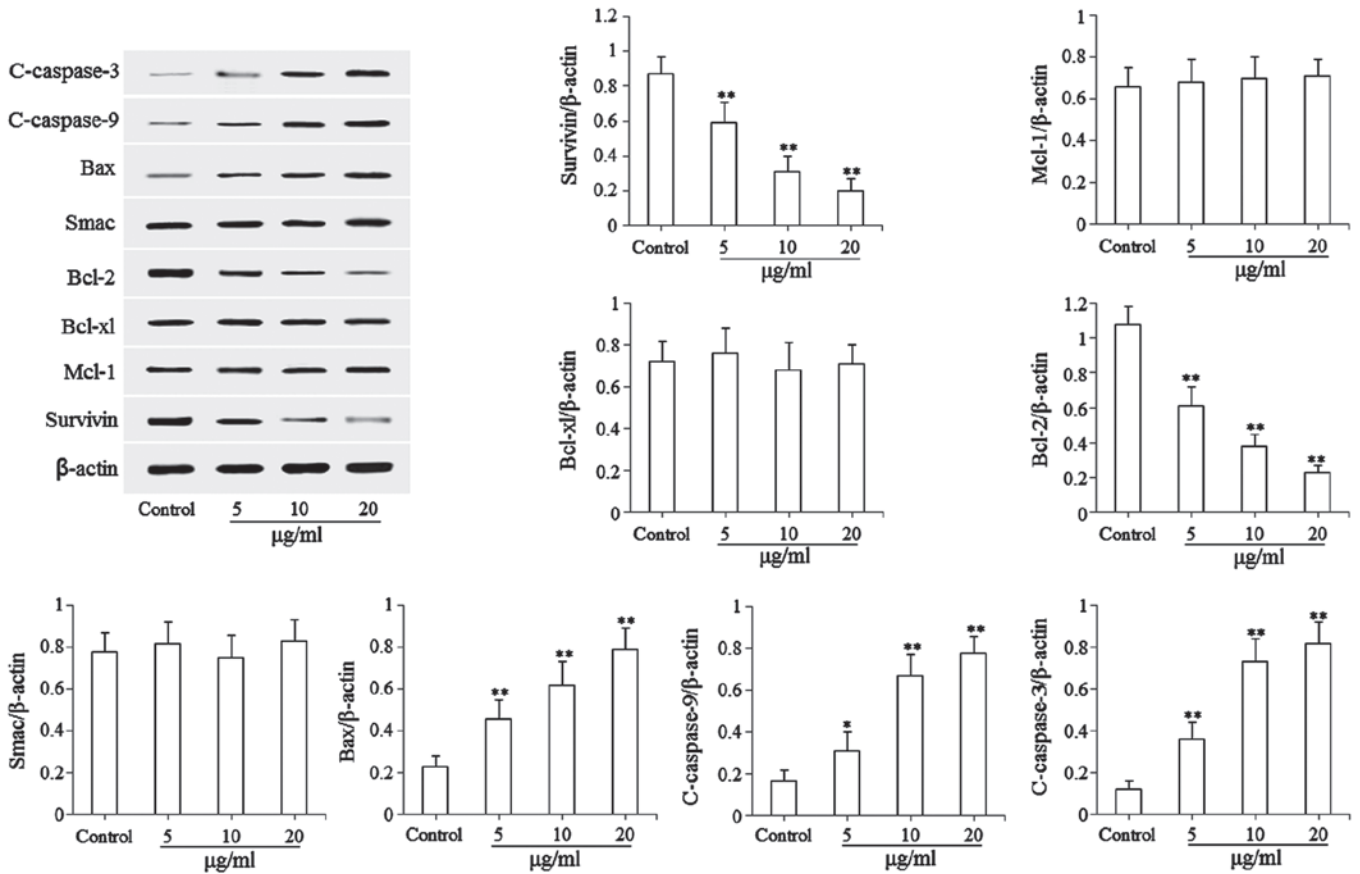 C-caspase-3
C-caspase-9
Bax
Smac
Bcl-2
Bcl-xl
Mcl-1
Survivin
β-actin
Control 5 10 20
μg/ml
Survivin/β-actin
1.2
1
0.8
0.6
0.4
0.2
0
** ** **
Control 5 10 20
μg/ml
Mcl-1/β-actin
1
0.8
0.6
0.4
0.2
0
Control 5 10 20
μg/ml
Bcl-xl/β-actin
1
0.8
0.6
0.4
0.2
0
Control 5 10 20
μg/ml
Bcl-2/β-actin
1.2
1
0.8
0.6
0.4
0.2
0
** ** **
Control 5 10 20
μg/ml
Smac/β-actin
1
0.8
0.6
0.4
0.2
0
Control 5 10 20
μg/ml
Bax/β-actin
1
0.8
0.6
0.4
0.2
0
** ** **
Control 5 10 20
μg/ml
C-caspase-9/β-actin
1
0.8
0.6
0.4
0.2
0
* ** **
Control 5 10 20
μg/ml
C-caspase-3/β-actin
1
0.8
0.6
0.4
0.2
0
** ** **
Control 5 10 20
μg/ml